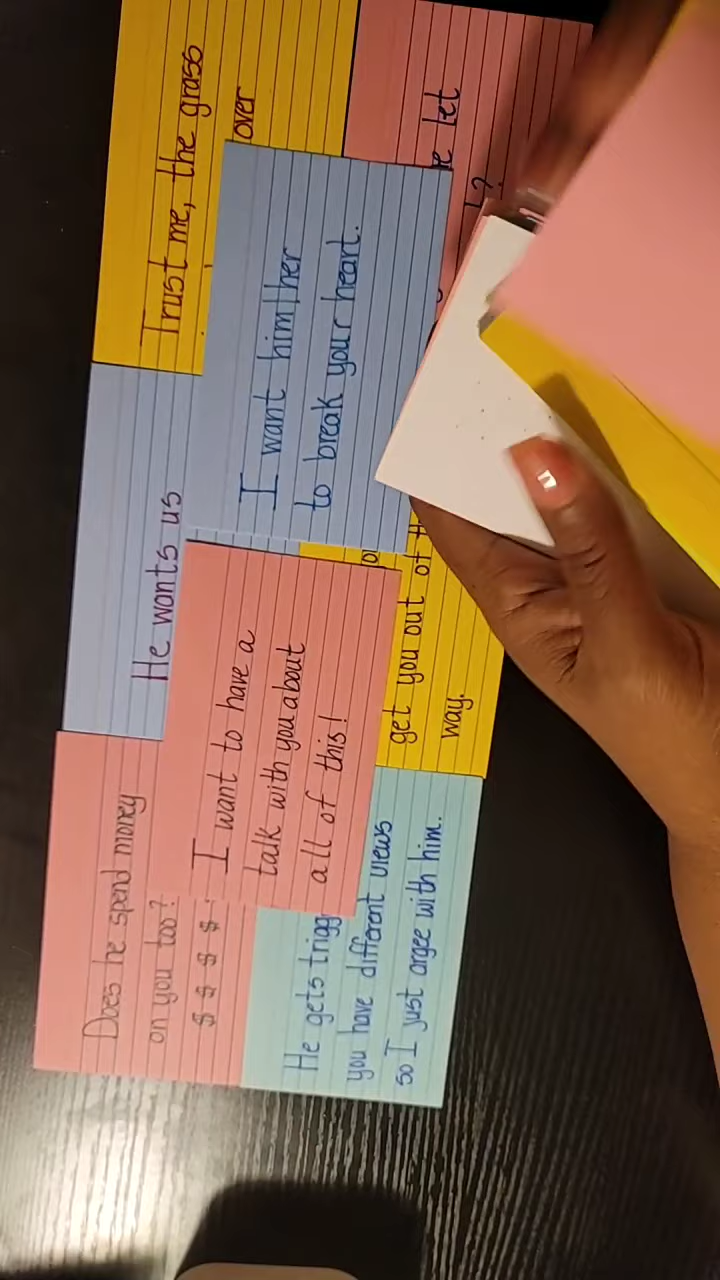 Does he spend money
on you too?
$ $ $ $ $
He wants us
Trust me, the grass
over
He gets trigg
you have different views
so I just argee with him.
get you out of
way.
let
?
I want to have a
talk with you about
all of this!
I want him/her
to break your heart.